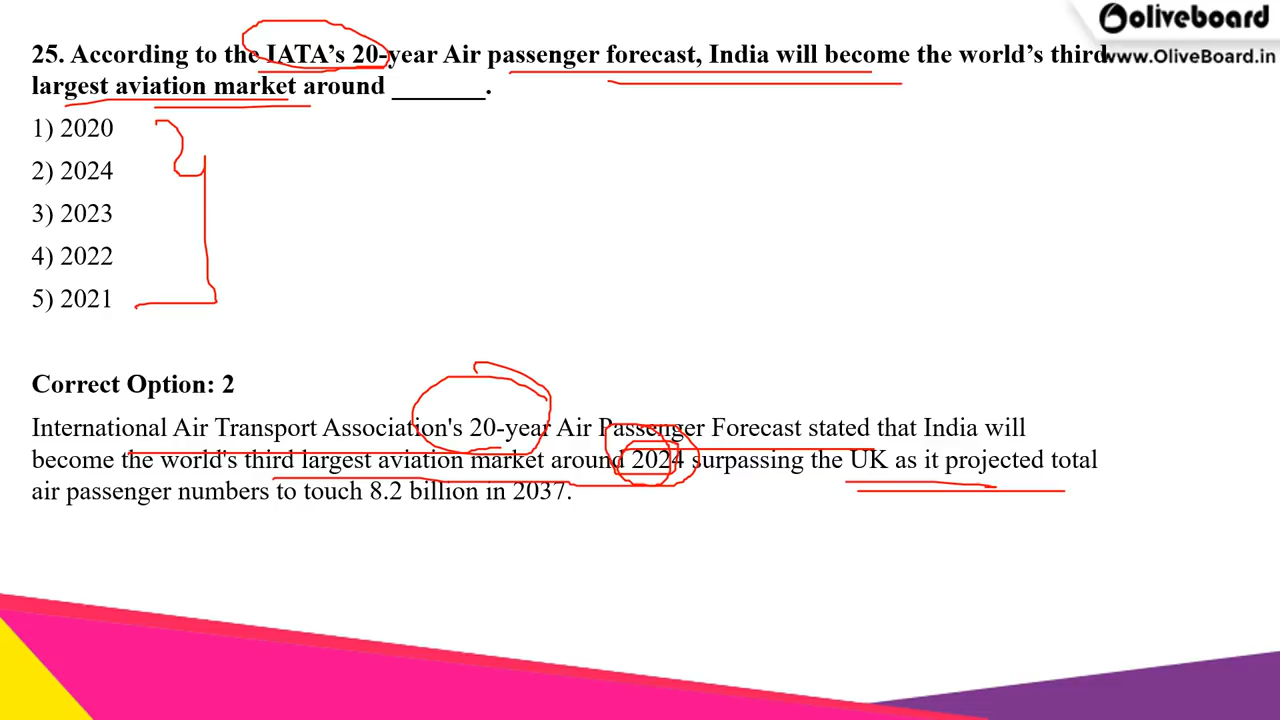 oliveboard
www.OliveBoard.in
25. According to the IATA's 20-year Air passenger forecast, India will become the world's third
largest aviation market around _______.
1) 2020
2) 2024
3) 2023
4) 2022
5) 2021
Correct Option: 2
International Air Transport Association's 20-year Air Passenger Forecast stated that India will
become the world's third largest aviation market around 2024 surpassing the UK as it projected total
air passenger numbers to touch 8.2 billion in 2037.